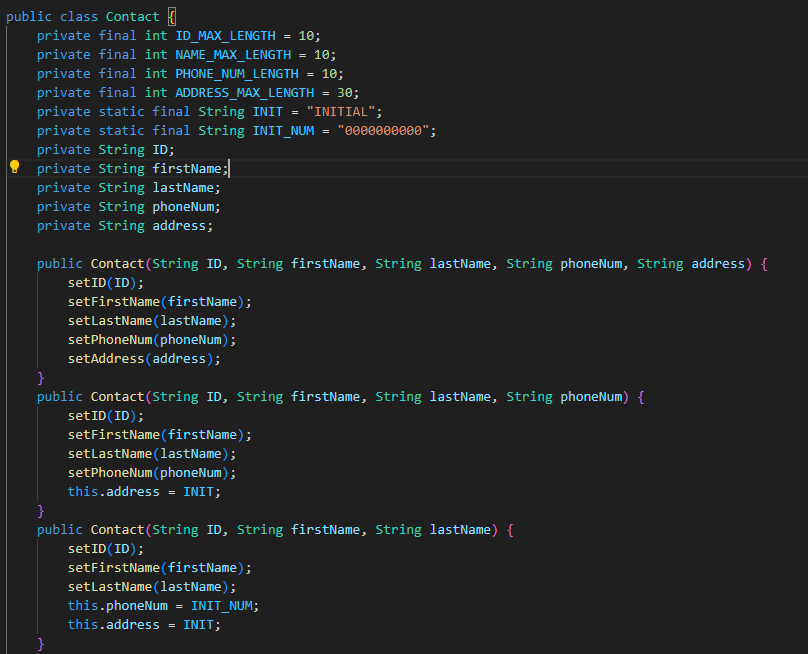 public class Contact {
    private final int ID_MAX_LENGTH = 10;
    private final int NAME_MAX_LENGTH = 10;
    private final int PHONE_NUM_LENGTH = 10;
    private final int ADDRESS_MAX_LENGTH = 30;
    private static final String INIT = "INITIAL";
    private static final String INIT_NUM = "0000000000";
    private String ID;
    private String firstName;
    private String lastName;
    private String phoneNum;
    private String address;

    public Contact(String ID, String firstName, String lastName, String phoneNum, String address) {
        setID(ID);
        setFirstName(firstName);
        setLastName(lastName);
        setPhoneNum(phoneNum);
        setAddress(address);
    }
    public Contact(String ID, String firstName, String lastName, String phoneNum) {
        setID(ID);
        setFirstName(firstName);
        setLastName(lastName);
        setPhoneNum(phoneNum);
        this.address = INIT;
    }
    public Contact(String ID, String firstName, String lastName) {
        setID(ID);
        setFirstName(firstName);
        setLastName(lastName);
        this.phoneNum = INIT_NUM;
        this.address = INIT;
    }